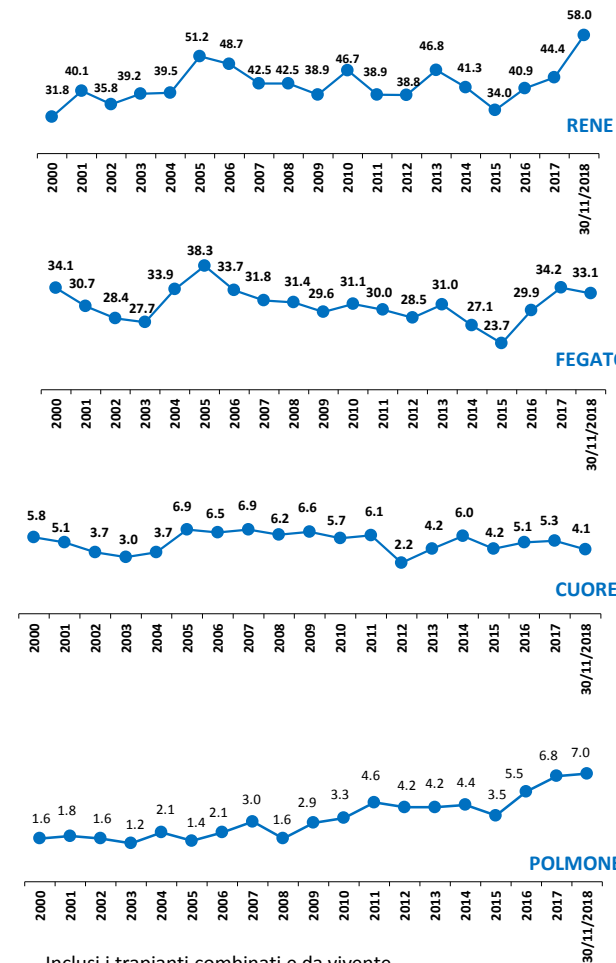 31.8 40.1 35.8 39.2 39.5 51.2 48.7 42.5 42.5 38.9 46.7 38.9 38.8 46.8 41.3 34.0 40.9 44.4 58.0
RENE
2000 2001 2002 2003 2004 2005 2006 2007 2008 2009 2010 2011 2012 2013 2014 2015 2016 2017 30/11/2018
34.1 30.7 28.4 27.7 33.9 38.3 33.7 31.8 31.4 29.6 31.1 30.0 28.5 31.0 27.1 23.7 29.9 34.2 33.1
FEGATO
2000 2001 2002 2003 2004 2005 2006 2007 2008 2009 2010 2011 2012 2013 2014 2015 2016 2017 30/11/2018
5.8 5.1 3.7 3.0 3.7 6.9 6.5 6.9 6.2 6.6 5.7 6.1 2.2 4.2 6.0 4.2 5.1 5.3 4.1
CUORE
2000 2001 2002 2003 2004 2005 2006 2007 2008 2009 2010 2011 2012 2013 2014 2015 2016 2017 30/11/2018
1.6 1.8 1.6 1.2 2.1 1.4 2.1 3.0 1.6 2.9 3.3 4.6 4.2 4.2 4.4 3.5 5.5 6.8 7.0
POLMONE
2000 2001 2002 2003 2004 2005 2006 2007 2008 2009 2010 2011 2012 2013 2014 2015 2016 2017 30/11/2018
Inclusi i trapianti combinati e da vivente